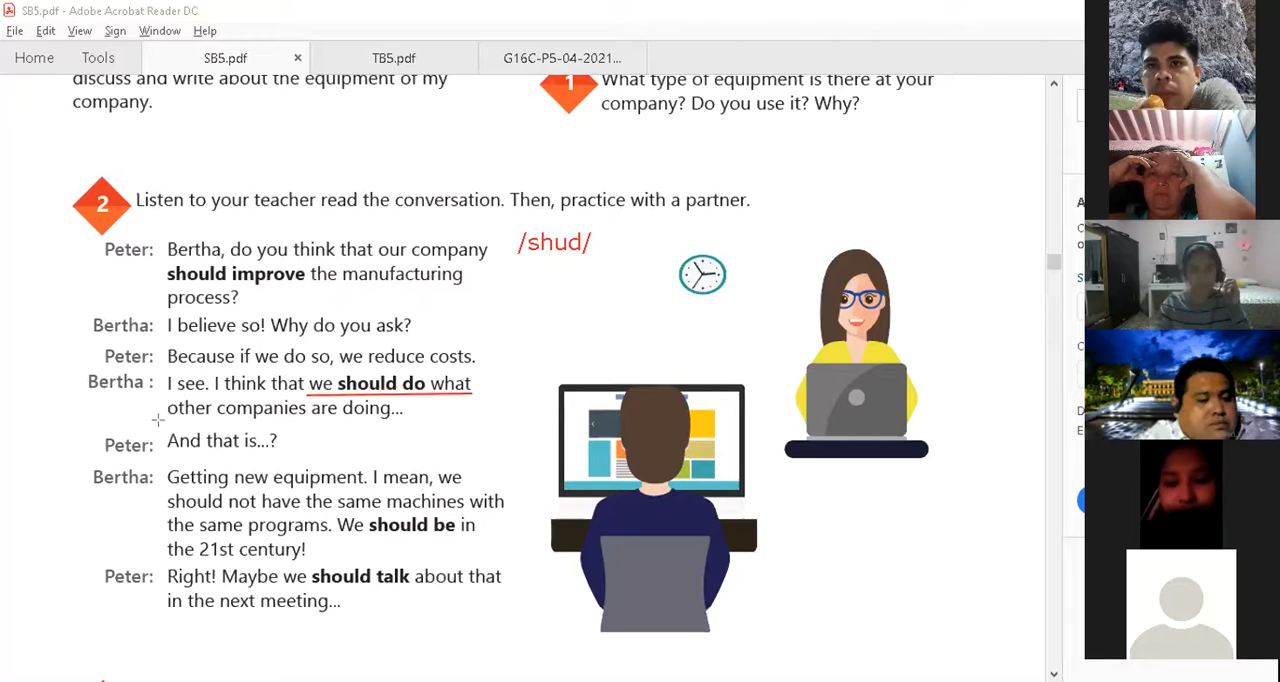 SB5.pdf - Adobe Acrobat Reader DC
File Edit View Sign Window Help
Home Tools SB5.pdf × TB5.pdf G16C-P5-04-2021...
discuss and write about the equipment of my
company.
1
What type of equipment is there at your
company? Do you use it? Why?
2
Listen to your teacher read the conversation. Then, practice with a partner.
Peter: Bertha, do you think that our company
should improve the manufacturing
process?
/shud/
Bertha: I believe so! Why do you ask?
Peter: Because if we do so, we reduce costs.
Bertha : I see. I think that we should do what
other companies are doing...
Peter: And that is...?
Bertha: Getting new equipment. I mean, we
should not have the same machines with
the same programs. We should be in
the 21st century!
Peter: Right! Maybe we should talk about that
in the next meeting...